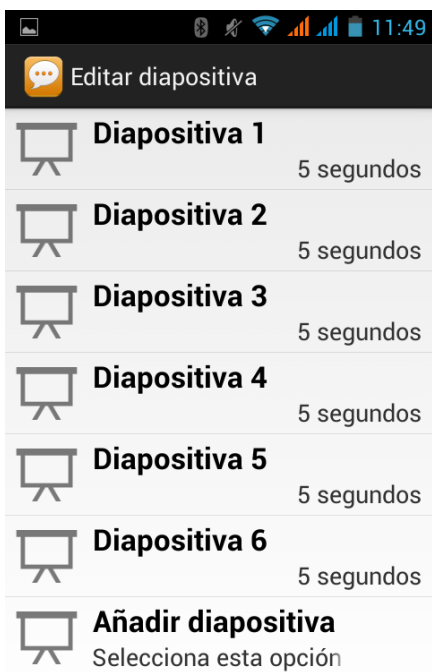 11:49
Editar diapositiva
Diapositiva 1
5 segundos
Diapositiva 2
5 segundos
Diapositiva 3
5 segundos
Diapositiva 4
5 segundos
Diapositiva 5
5 segundos
Diapositiva 6
5 segundos
Añadir diapositiva
Selecciona esta opción